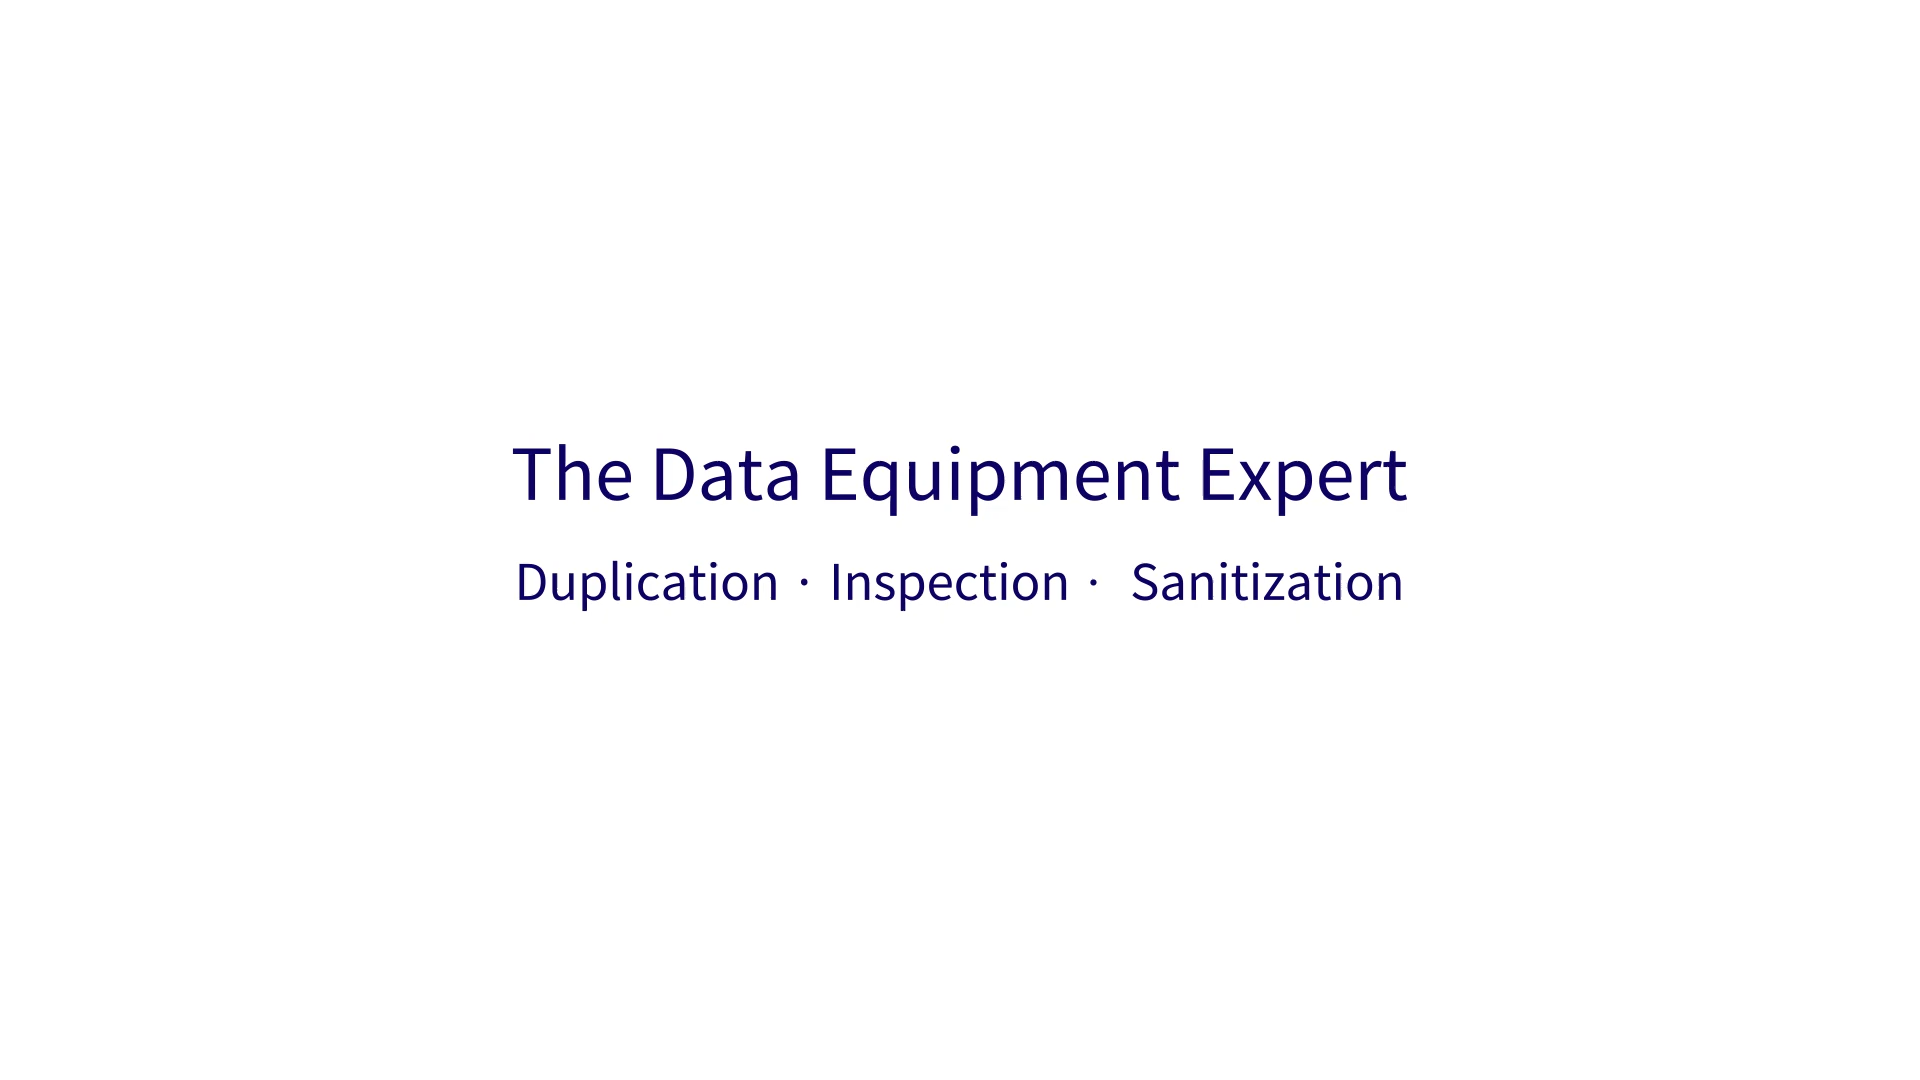 The Data Equipment Expert
Duplication · Inspection · Sanitization